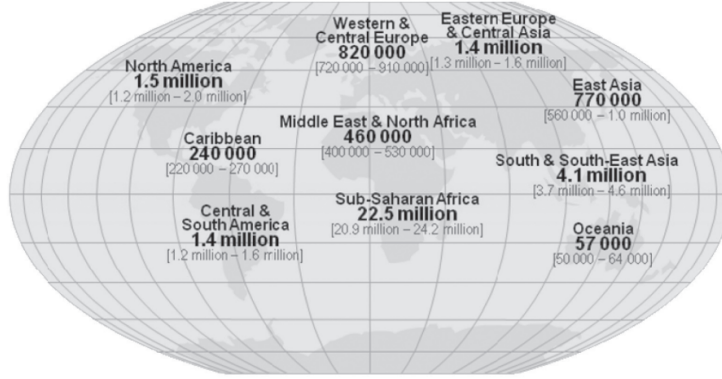 Western &
Central Europe
820 000
[720 000 – 910 000]
Eastern Europe
& Central Asia
1.4 million
[1.3 million – 1.6 million]
North America
1.5 million
[1.2 million – 2.0 million]
East Asia
770 000
[560 000 – 1.0 million]
Middle East & North Africa
460 000
[400 000 – 530 000]
Caribbean
240 000
[220 000 – 270 000]
South & South-East Asia
4.1 million
[3.7 million – 4.6 million]
Sub-Saharan Africa
22.5 million
[20.9 million – 24.2 million]
Central &
South America
1.4 million
[1.2 million – 1.6 million]
Oceania
57 000
[50 000 – 64 000]